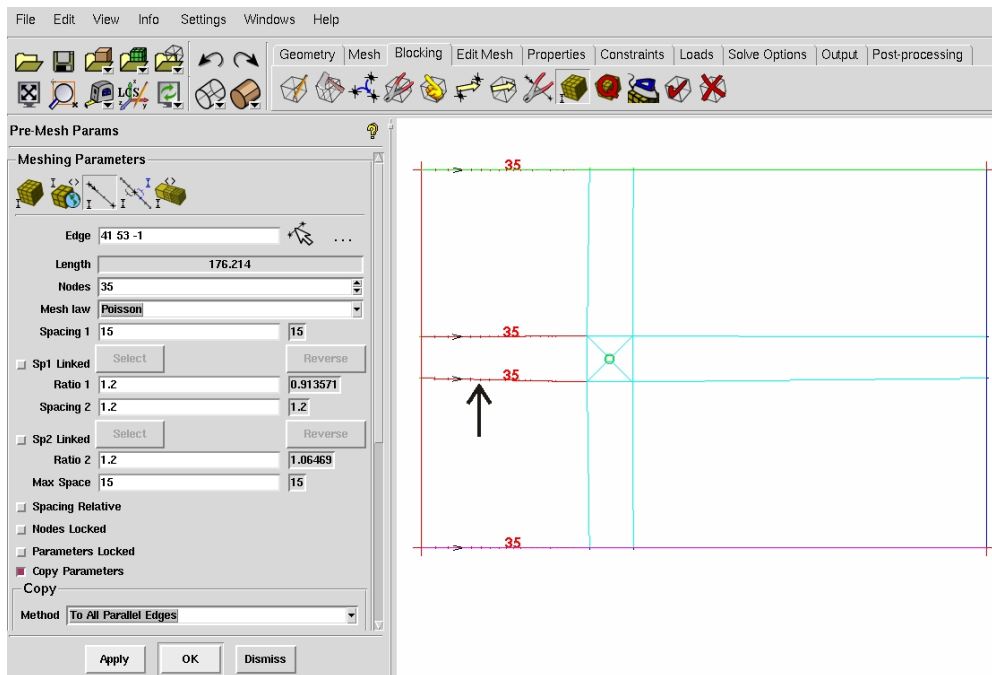 File Edit View Info Settings Windows Help
Geometry Mesh Blocking Edit Mesh Properties Constraints Loads Solve Options Output Post-processing
LCS
Pre-Mesh Params
Meshing Parameters
Edge 41 53 -1 ...
Length 176.214
Nodes 35
Mesh law Poisson
Spacing 1 15 15
Sp1 Linked Select Reverse
Ratio 1 1.2 0.913571
Spacing 2 1.2 1.2
Sp2 Linked Select Reverse
Ratio 2 1.2 1.06469
Max Space 15 15
Spacing Relative
Nodes Locked
Parameters Locked
Copy Parameters
Copy
Method To All Parallel Edges
Apply OK Dismiss
35
35
35
35